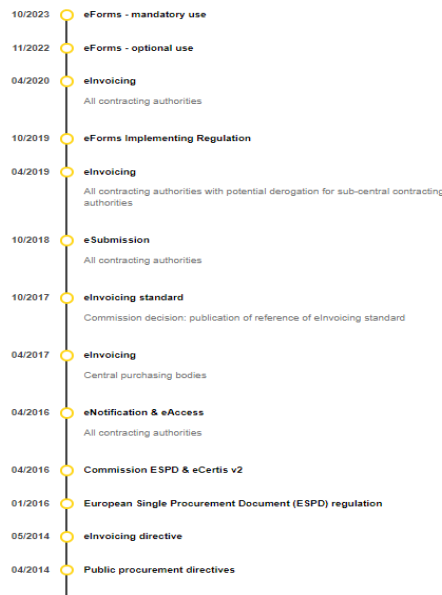 10/2023 eForms - mandatory use
11/2022 eForms - optional use
04/2020 eInvoicing
All contracting authorities
10/2019 eForms Implementing Regulation
04/2019 eInvoicing
All contracting authorities with potential derogation for sub-central contracting
authorities
10/2018 eSubmission
All contracting authorities
10/2017 eInvoicing standard
Commission decision: publication of reference of eInvoicing standard
04/2017 eInvoicing
Central purchasing bodies
04/2016 eNotification & eAccess
All contracting authorities
04/2016 Commission ESPD & eCertis v2
01/2016 European Single Procurement Document (ESPD) regulation
05/2014 eInvoicing directive
04/2014 Public procurement directives